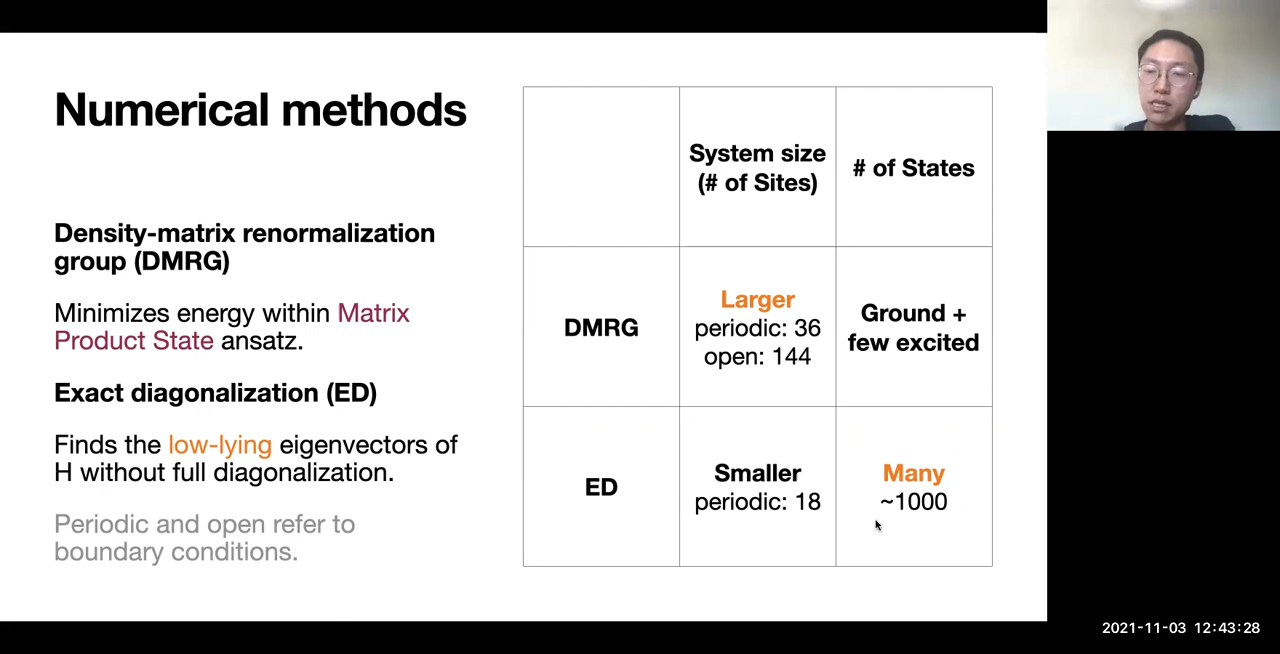 Numerical methods
Density-matrix renormalization
group (DMRG)
Minimizes energy within Matrix
Product State ansatz.
Exact diagonalization (ED)
Finds the low-lying eigenvectors of
H without full diagonalization.
Periodic and open refer to
boundary conditions.
System size
(# of Sites)
# of States
DMRG
Larger
periodic: 36
open: 144
Ground +
few excited
ED
Smaller
periodic: 18
Many
~1000
2021-11-03 12:43:28